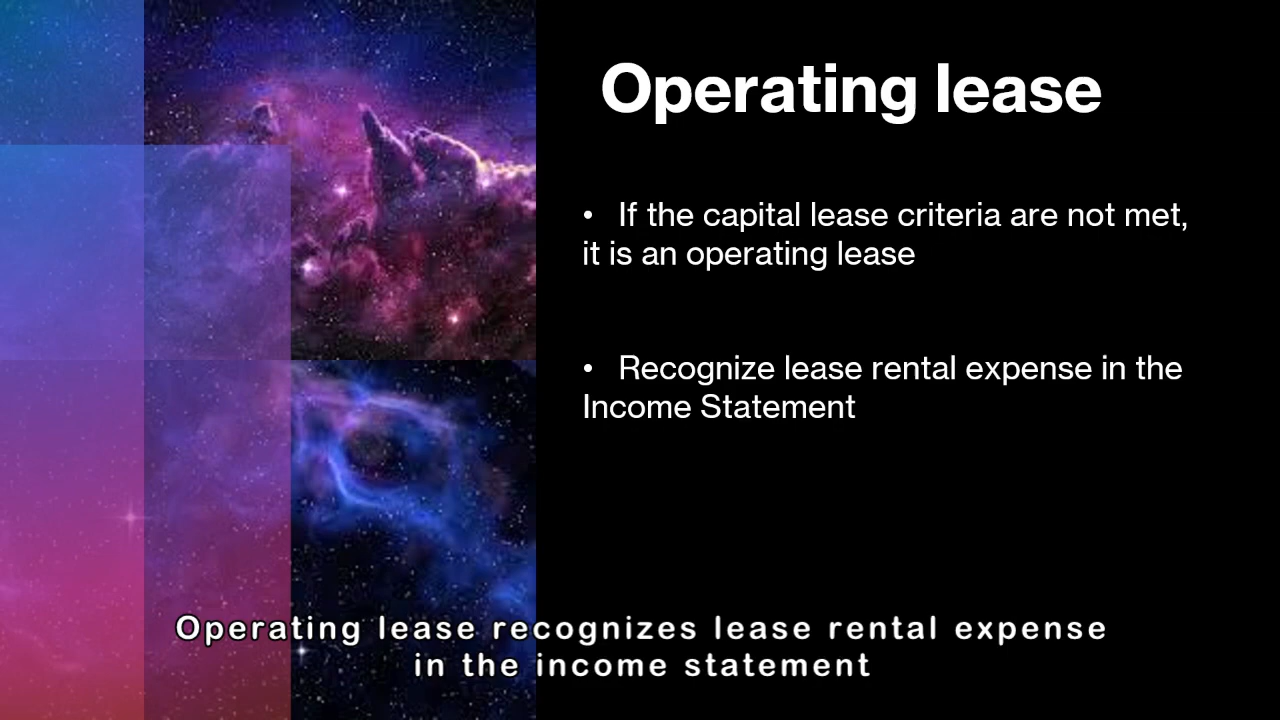 Operating lease
• If the capital lease criteria are not met,
it is an operating lease
• Recognize lease rental expense in the
Income Statement
Operating lease recognizes lease rental expense
in the income statement